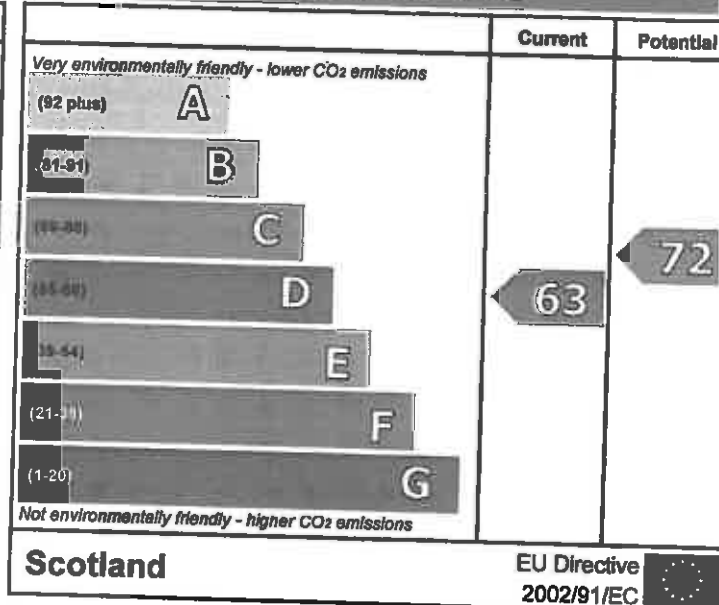 Current Potential
Very environmentally friendly - lower CO2 emissions
(92 plus) A
(81-91) B
C
D
63
72
E
(21-38) F
(1-20) G
Not environmentally friendly - higher CO2 emissions
Scotland
EU Directive
2002/91/EC